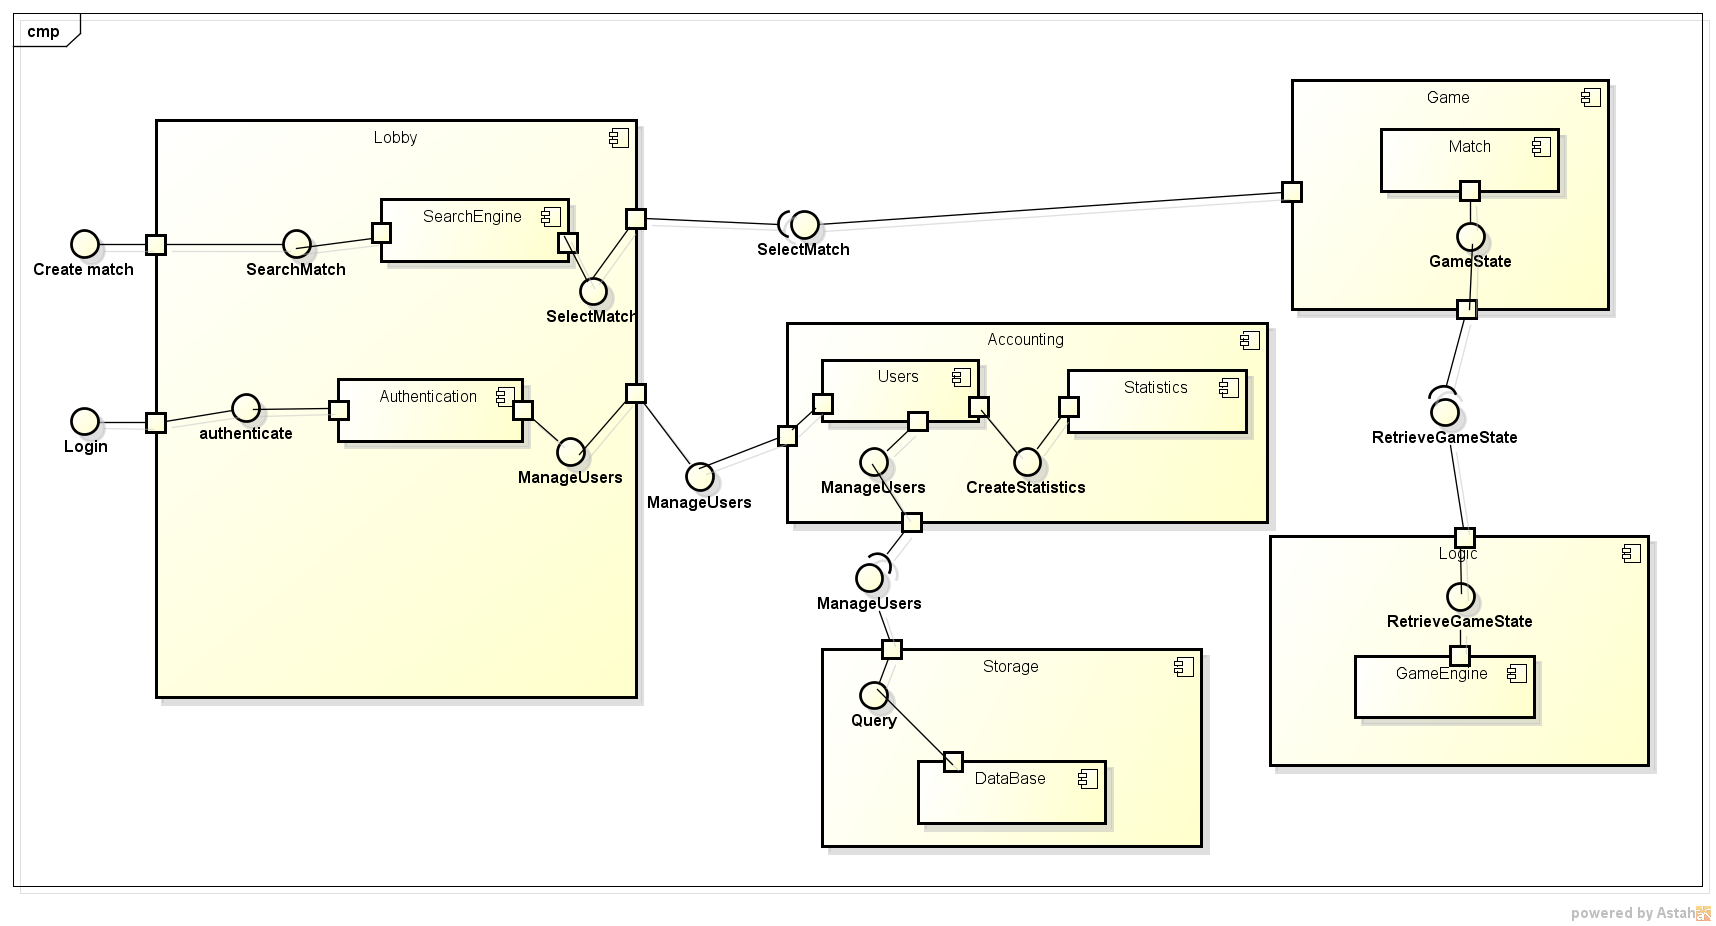 cmp
Game
Lobby
Match
SearchEngine
SelectMatch
GameState
Create match
SearchMatch
SelectMatch
Accounting
Users
Statistics
Authentication
RetrieveGameState
authenticate
Login
ManageUsers
ManageUsers
CreateStatistics
ManageUsers
Logic
ManageUsers
RetrieveGameState
Storage
GameEngine
Query
DataBase
powered by Astah